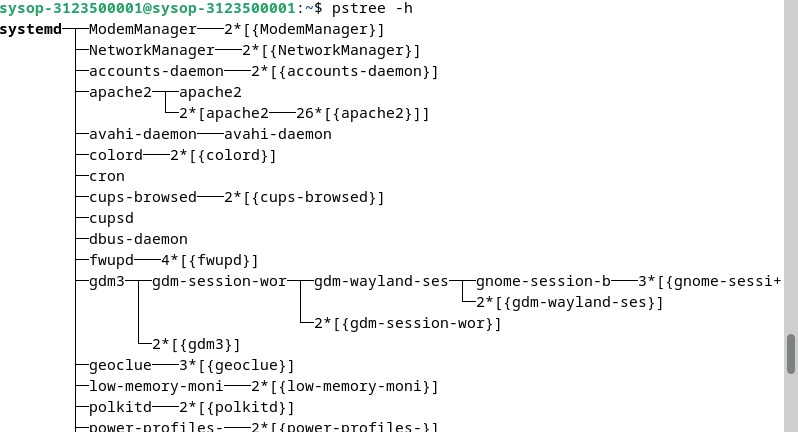 sysop-3123500001@sysop-3123500001:~$ pstree -h
systemd─┬─ModemManager───2*[{ModemManager}]
├─NetworkManager───2*[{NetworkManager}]
├─accounts-daemon───2*[{accounts-daemon}]
├─apache2─┬─apache2
└─2*[apache2───26*[{apache2}]]
├─avahi-daemon───avahi-daemon
├─colord───2*[{colord}]
├─cron
├─cups-browsed───2*[{cups-browsed}]
├─cupsd
├─dbus-daemon
├─fwupd───4*[{fwupd}]
├─gdm3─┬─gdm-session-wor─┬─gdm-wayland-ses─┬─gnome-session-b───3*[{gnome-sessi+
└─2*[{gdm-wayland-ses}]
└─2*[{gdm-session-wor}]
└─2*[{gdm3}]
├─geoclue───3*[{geoclue}]
├─low-memory-moni───2*[{low-memory-moni}]
├─polkitd───2*[{polkitd}]
├─power-profiles-───2*[{power-profiles-}]